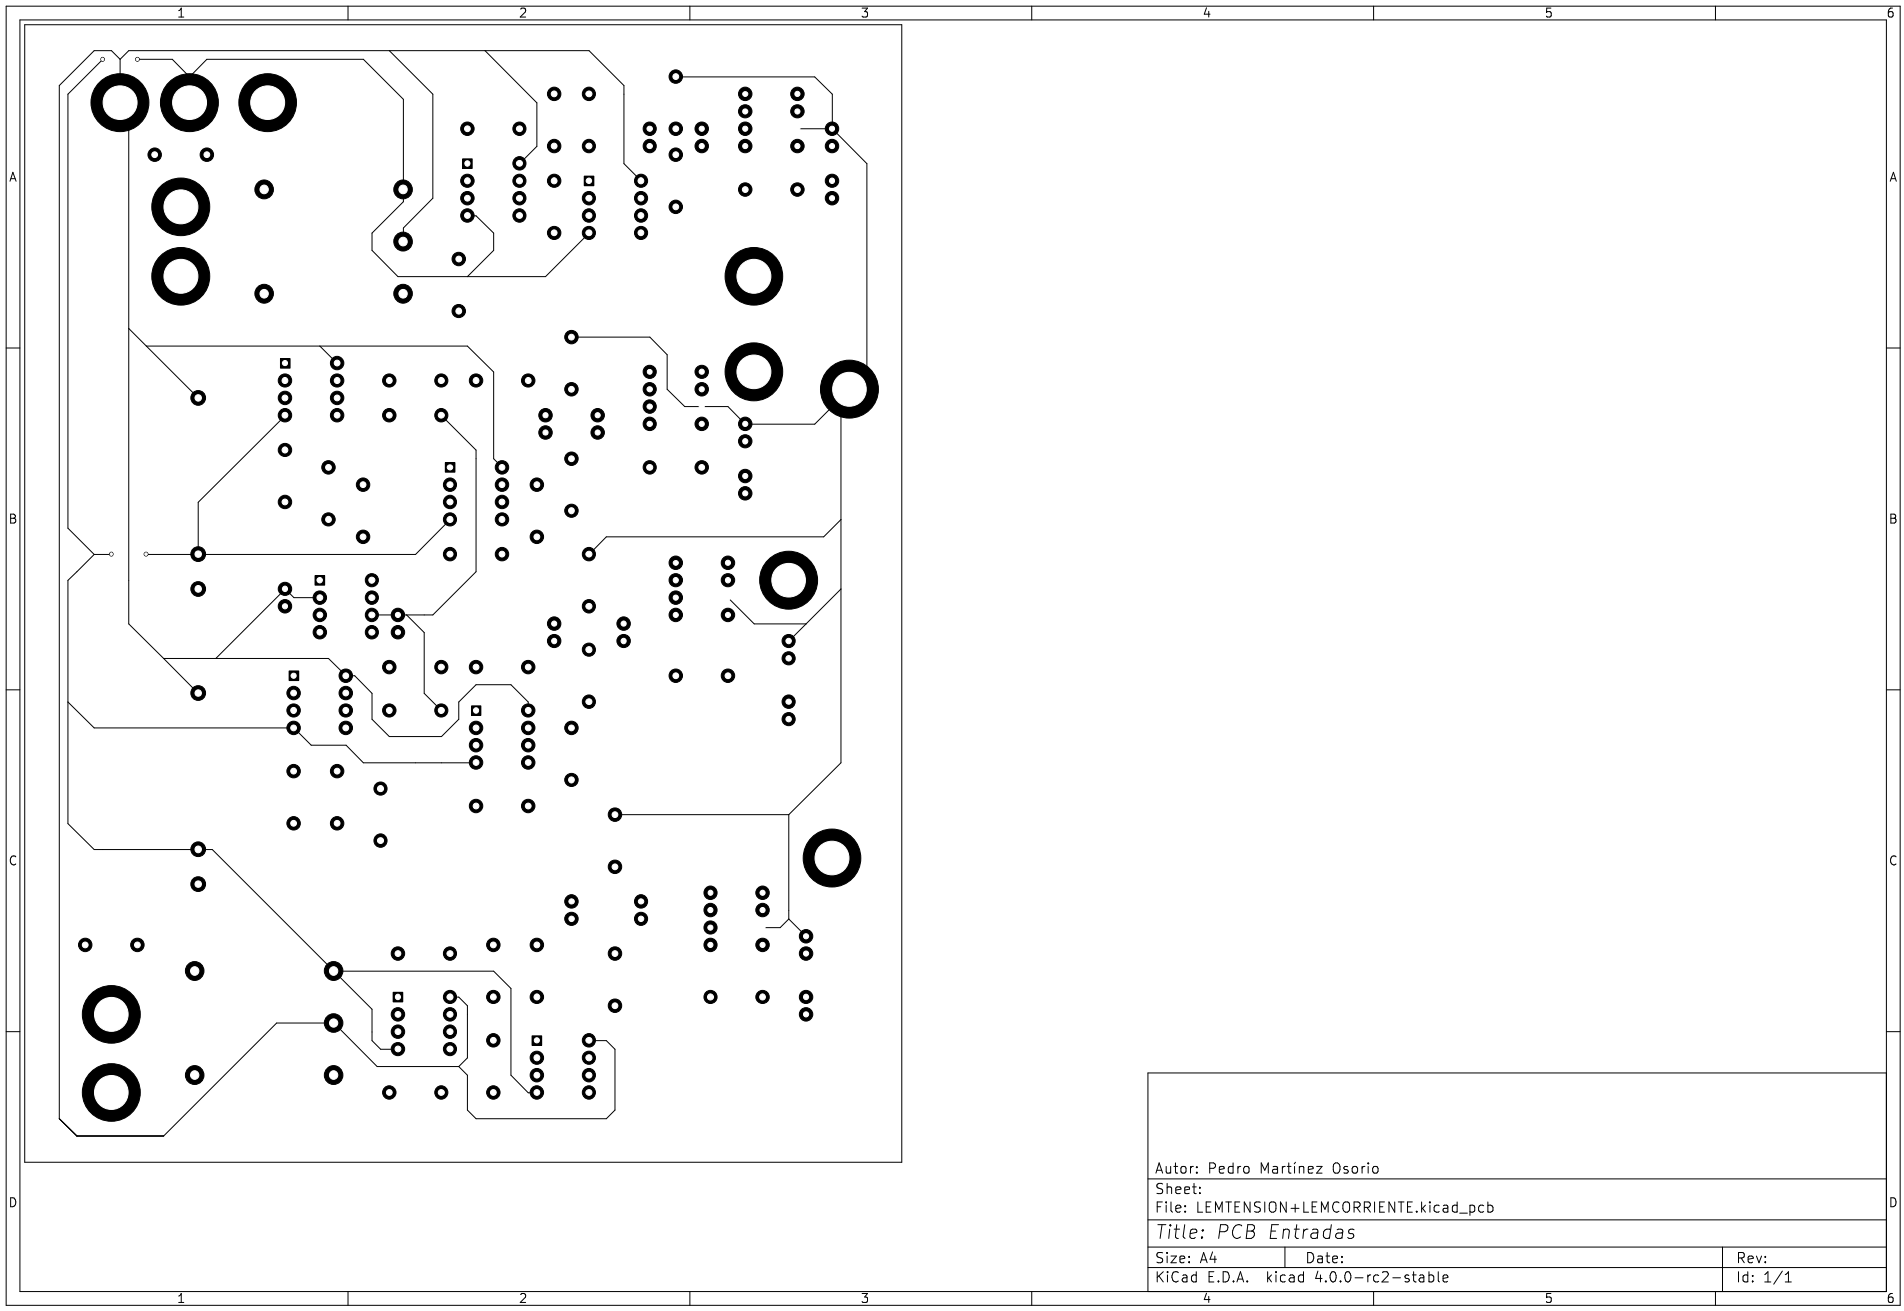 1 2 3 4 5 6
A A
B B
C C
Autor: Pedro Martínez Osorio
Sheet:
D D
File: LEMTENSION+LEMCORRIENTE.kicad_pcb
Title: PCB Entradas
Size: A4 Date: Rev:
KiCad E.D.A. kicad 4.0.0-rc2-stable Id: 1/1
1 2 3 4 5 6